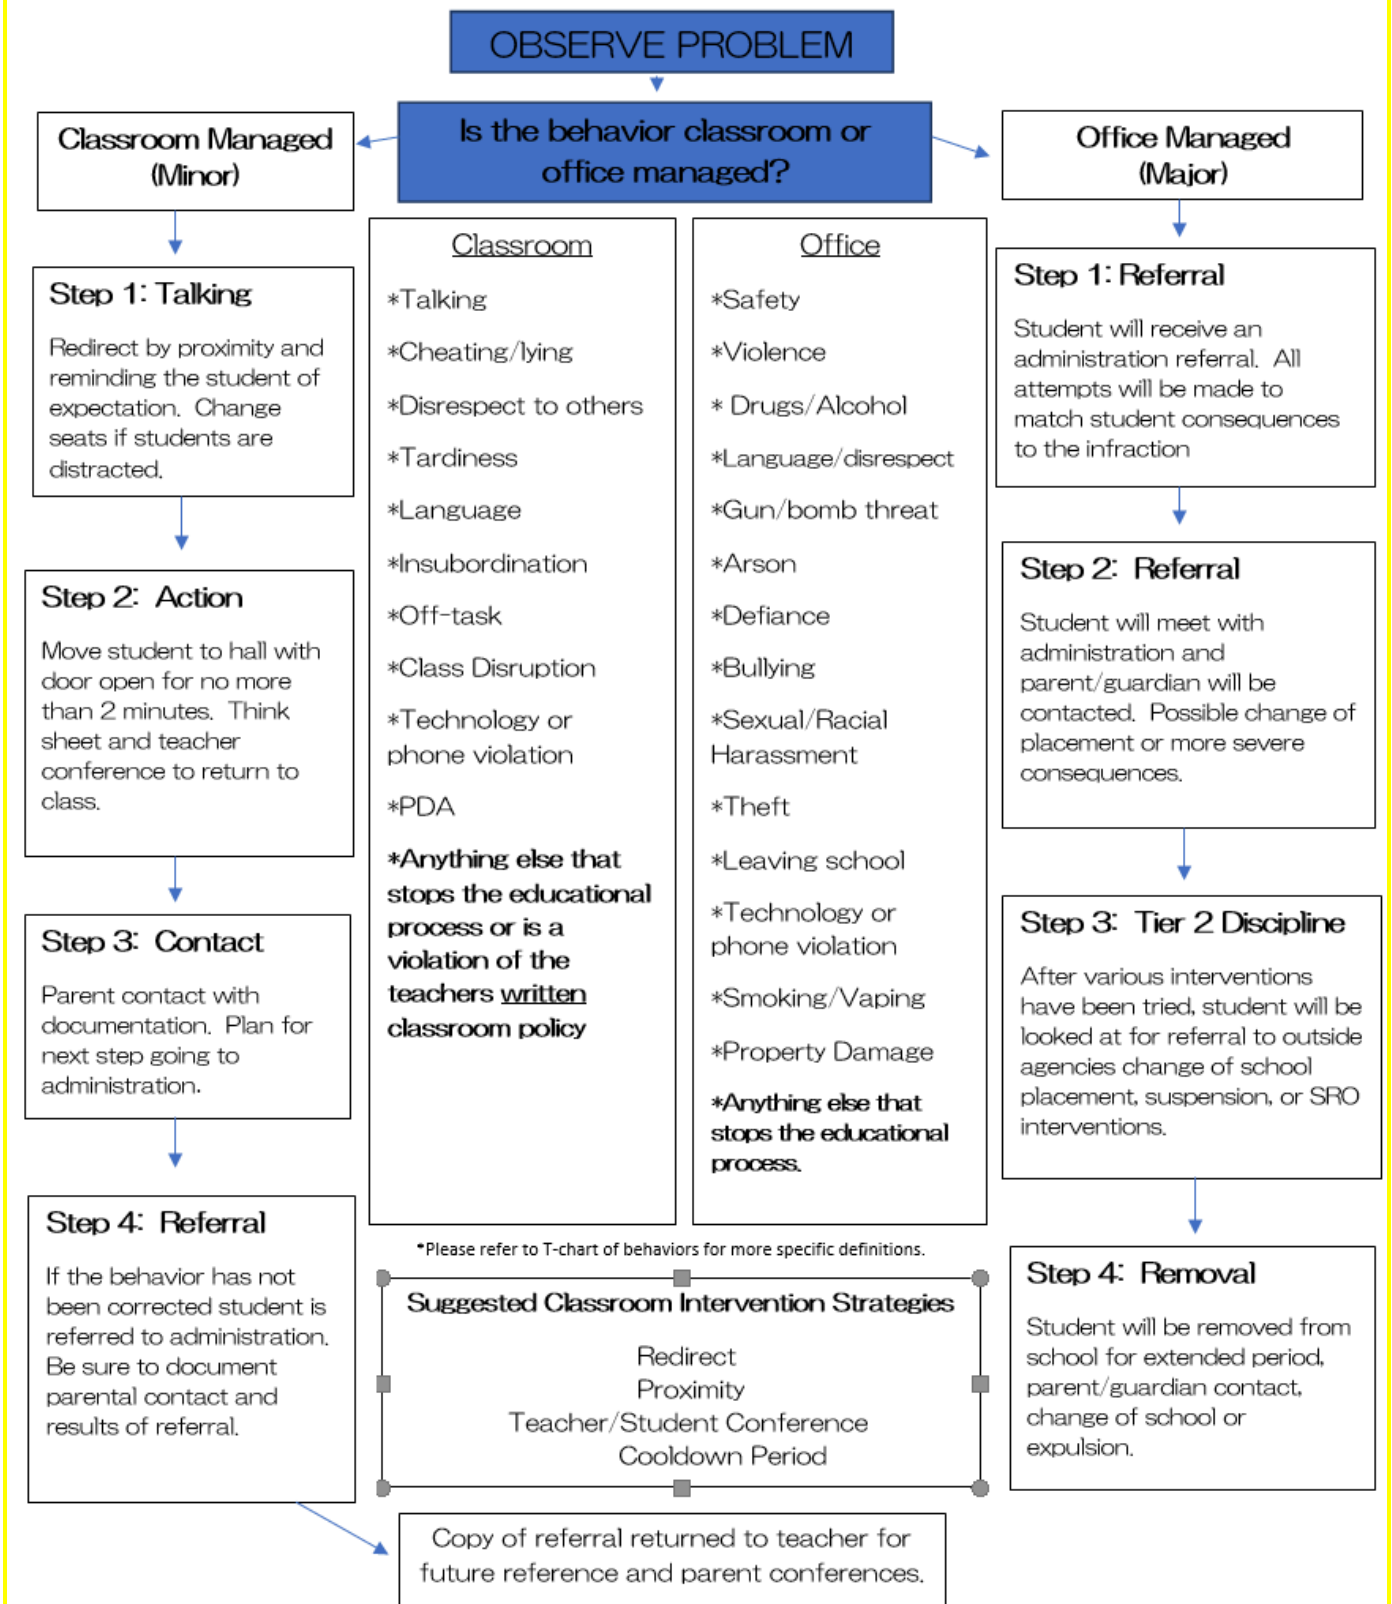 OBSERVE PROBLEM
Is the behavior classroom or
office managed?
Classroom Managed
(Minor)
Step 1: Talking
Redirect by proximity and
reminding the student of
expectation. Change
seats if students are
distracted.
Step 2: Action
Move student to hall with
door open for no more
than 2 minutes. Think
sheet and teacher
conference to return to
class.
Step 3: Contact
Parent contact with
documentation. Plan for
next step going to
administration.
Step 4: Referral
If the behavior has not
been corrected student is
referred to administration.
Be sure to document
parental contact and
results of referral.
Classroom
*Talking
*Cheating/lying
*Disrespect to others
*Tardiness
*Language
*Insubordination
*Off-task
*Class Disruption
*Technology or
phone violation
*PDA
*Anything else that
stops the educational
process or is a
violation of the
teachers written
classroom policy
Office
*Safety
*Violence
* Drugs/Alcohol
*Language/disrespect
*Gun/bomb threat
*Arson
*Defiance
*Bullying
*Sexual/Racial
Harassment
*Theft
*Leaving school
*Technology or
phone violation
*Smoking/Vaping
*Property Damage
*Anything else that
stops the educational
process.
Office Managed
(Major)
Step 1: Referral
Student will receive an
administration referral. All
attempts will be made to
match student consequences
to the infraction
Step 2: Referral
Student will meet with
administration and
parent/guardian will be
contacted. Possible change of
placement or more severe
consequences.
Step 3: Tier 2 Discipline
After various interventions
have been tried, student will be
looked at for referral to outside
agencies change of school
placement, suspension, or SRO
interventions.
Step 4: Removal
Student will be removed from
school for extended period,
parent/guardian contact,
change of school or
expulsion.
*Please refer to T-chart of behaviors for more specific definitions.
Suggested Classroom Intervention Strategies
Redirect
Proximity
Teacher/Student Conference
Cooldown Period
Copy of referral returned to teacher for
future reference and parent conferences.